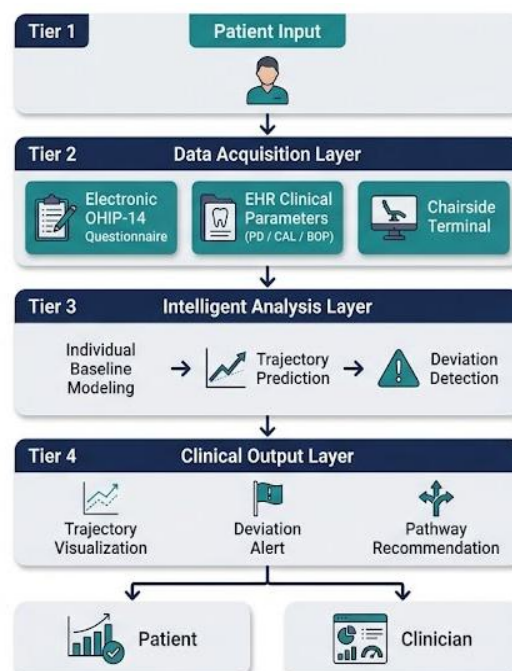 Tier 1
Patient Input
Tier 2
Data Acquisition Layer
Electronic
OHIP-14
Questionnaire
EHR Clinical
Parameters
(PD / CAL / BOP)
Chairside
Terminal
Tier 3
Intelligent Analysis Layer
Individual
Baseline
Modeling
Trajectory
Prediction
Deviation
Detection
Tier 4
Clinical Output Layer
Trajectory
Visualization
Deviation
Alert
Pathway
Recommendation
Patient
Clinician